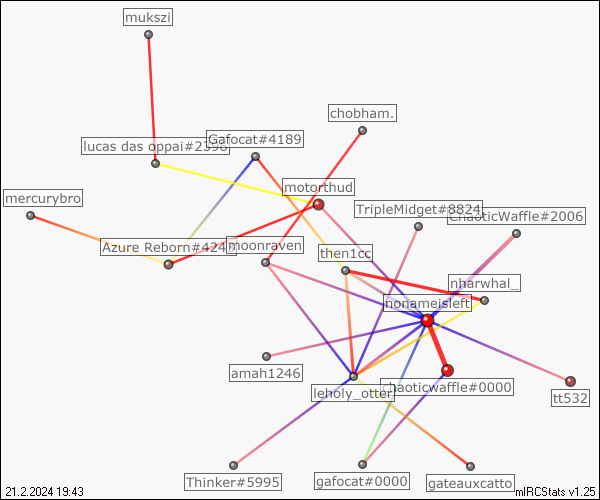 mukszi
chobham.
Gafocat#4189
lucas das oppai#2396
motorthud
mercurybro
TripleMidget#8824
ChaoticWaffle#2006
Azure Reborn#424
moonraven
then1cc
nharwhal_
nonameisleft
amah1246
chaoticwaffle#0000
leholy_otter
tt532
Thinker#5995
gafocat#0000
gateauxcatto
21.2.2024 19:43
mIRCStats v1.25